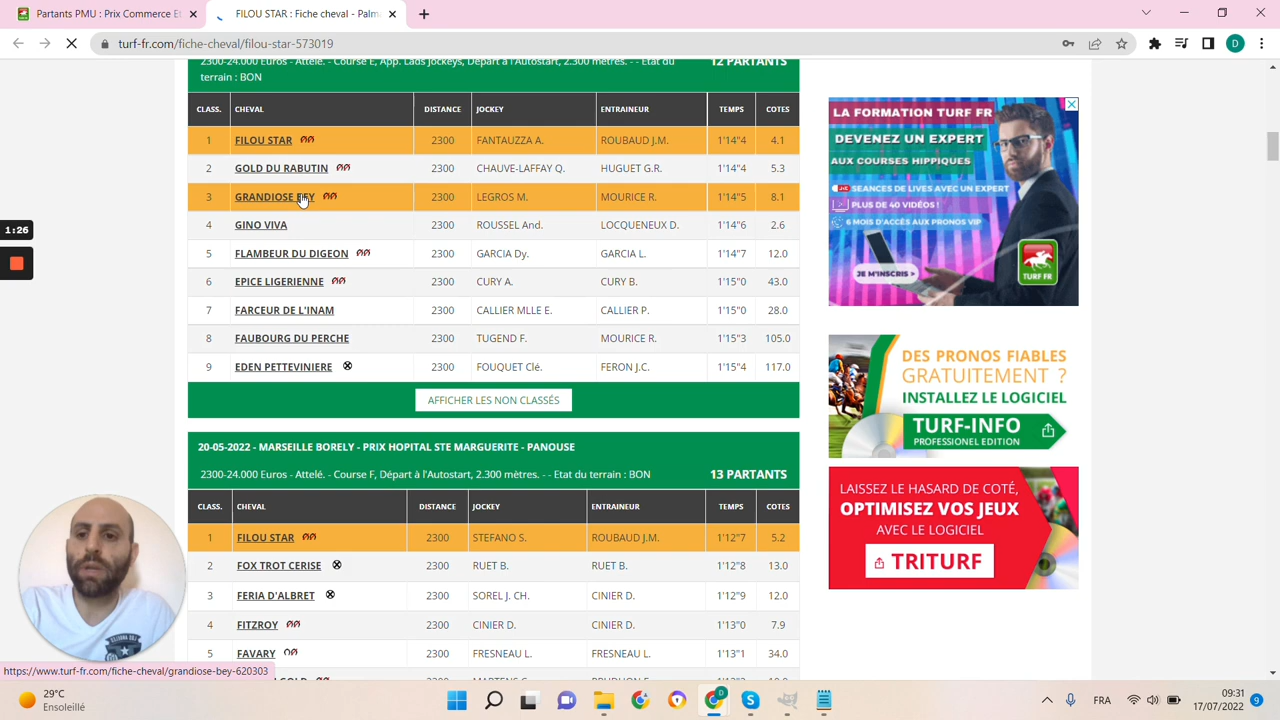 Partants PMU : Prix Commerce Et
FILOU STAR : Fiche cheval - Palma
turf-fr.com/fiche-cheval/filou-star-573019
D
2300-24.000 Euros - Attelé. - Course E, App. Lads Jockeys, Départ à l'Autostart, 2.300 mètres. - - Etat du
terrain : BON
12 PARTANTS
CLASS. CHEVAL DISTANCE JOCKEY ENTRAINEUR TEMPS COTES
1 FILOU STAR 2300 FANTAUZZA A. ROUBAUD J.M. 1'14"4 4.1
2 GOLD DU RABUTIN 2300 CHAUVE-LAFFAY Q. HUGUET G.R. 1'14"4 5.3
3 GRANDIOSE BEY 2300 LEGROS M. MOURICE R. 1'14"5 8.1
4 GINO VIVA 2300 ROUSSEL And. LOCQUENEUX D. 1'14"6 2.6
5 FLAMBEUR DU DIGEON 2300 GARCIA Dy. GARCIA L. 1'14"7 12.0
6 EPICE LIGERIENNE 2300 CURY A. CURY B. 1'15"0 43.0
7 FARCEUR DE L'INAM 2300 CALLIER MLLE E. CALLIER P. 1'15"0 28.0
8 FAUBOURG DU PERCHE 2300 TUGEND F. MOURICE R. 1'15"3 105.0
9 EDEN PETTEVINIERE 2300 FOUQUET Clé. FERON J.C. 1'15"4 117.0
AFFICHER LES NON CLASSÉS
20-05-2022 - MARSEILLE BORELY - PRIX HOPITAL STE MARGUERITE - PANOUSE
2300-24.000 Euros - Attelé. - Course F, Départ à l'Autostart, 2.300 mètres. - - Etat du terrain : BON
13 PARTANTS
CLASS. CHEVAL DISTANCE JOCKEY ENTRAINEUR TEMPS COTES
1 FILOU STAR 2300 STEFANO S. ROUBAUD J.M. 1'12"7 5.2
2 FOX TROT CERISE 2300 RUET B. RUET B. 1'12"8 13.0
3 FERIA D'ALBRET 2300 SOREL J. CH. CINIER D. 1'12"9 12.0
4 FITZROY 2300 CINIER D. CINIER D. 1'13"0 7.9
5 FAVARY 2300 FRESNEAU L. FRESNEAU L. 1'13"1 34.0
1:26
LA FORMATION TURF FR
DEVENEZ UN EXPERT
AUX COURSES HIPPIQUES
SÉANCES DE LIVES AVEC UN EXPERT
PLUS DE 40 VIDÉOS !
6 MOIS D'ACCÈS AUX PRONOS VIP
JE M'INSCRIS >
TURF FR
DES PRONOS FIABLES
GRATUITEMENT ?
INSTALLEZ LE LOGICIEL
TURF-INFO
PROFESSIONEL EDITION
LAISSEZ LE HASARD DE COTÉ,
OPTIMISEZ VOS JEUX
AVEC LE LOGICIEL
TRITURF
https://www.turf-fr.com/fiche-cheval/grandiose-bey-620303
29°C
Ensoleillé
FRA
09:31
17/07/2022
9